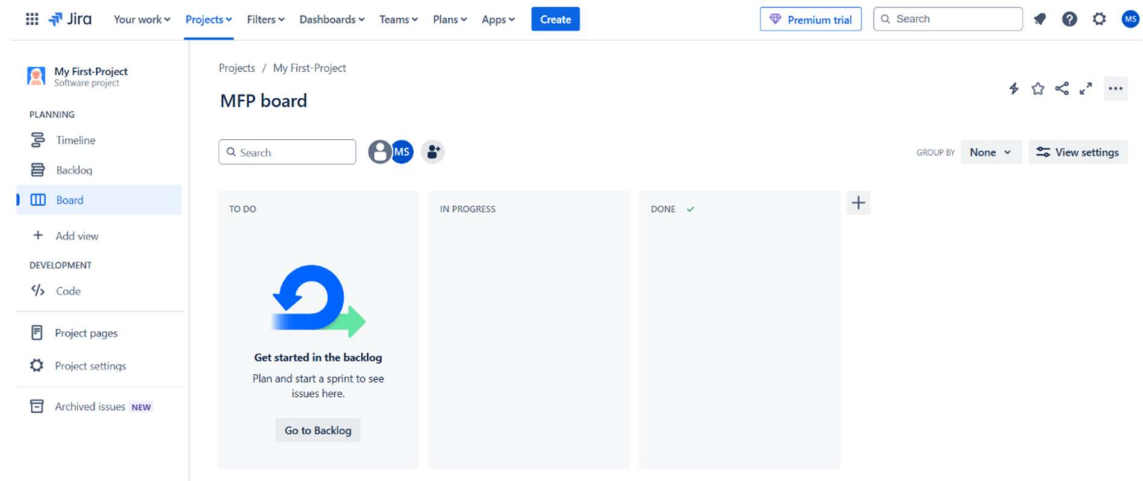 Jira Your work Projects Filters Dashboards Teams Plans Apps Create Premium trial Search MS
My First-Project
Software project
PLANNING
Timeline
Backlog
Board
+ Add view
DEVELOPMENT
</> Code
Project pages
Project settings
Archived issues NEW
Projects / My First-Project
MFP board
Search MS GROUP BY None View settings
TO DO IN PROGRESS DONE
Get started in the backlog
Plan and start a sprint to see
issues here.
Go to Backlog